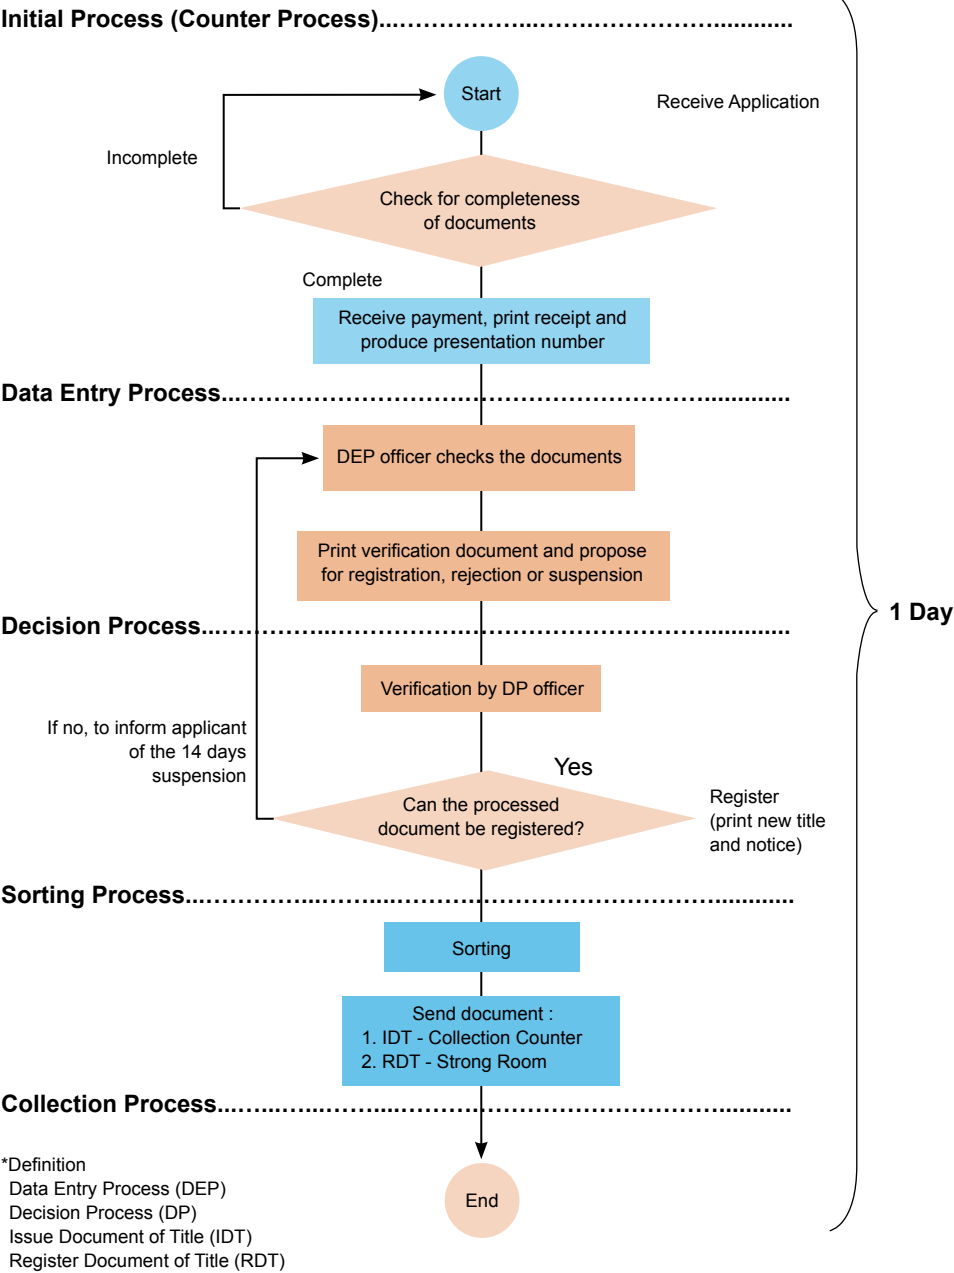 Initial Process (Counter Process)....……………...……………………….............
Start
Receive Application
Incomplete
Check for completeness
of documents
Complete
Receive payment, print receipt and
produce presentation number
Data Entry Process...……………………...……………………….............
DEP officer checks the documents
Print verification document and propose
for registration, rejection or suspension
1 Day
Decision Process...…………....……………...……………………….............
Verification by DP officer
If no, to inform applicant
of the 14 days
suspension
Yes
Can the processed
document be registered?
Register
(print new title
and notice)
Sorting Process...………....……....………...……………………….............
Sorting
Send document :
1. IDT - Collection Counter
2. RDT - Strong Room
Collection Process...…...…...……....………...……………………….............
*Definition
Data Entry Process (DEP)
End
Decision Process (DP)
Issue Document of Title (IDT)
Register Document of Title (RDT)